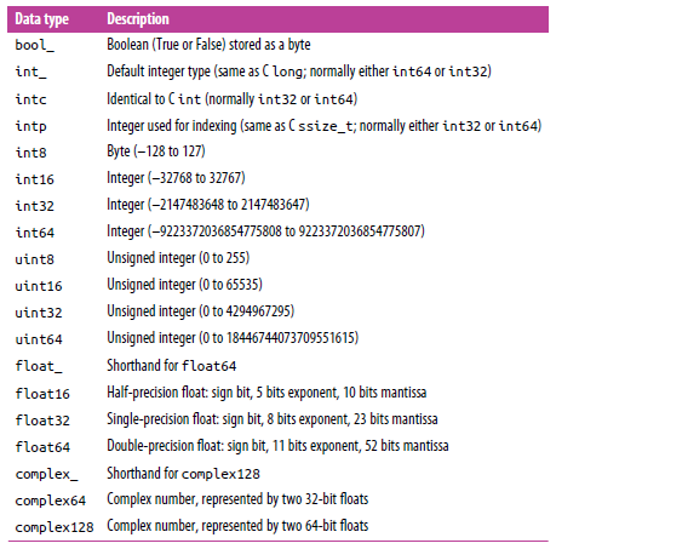 Data type Description
bool_ Boolean (True or False) stored as a byte
int_ Default integer type (same as C long; normally either int64 or int32)
intc Identical to C int (normally int32 or int64)
intp Integer used for indexing (same as C ssize_t; normally either int32 or int64)
int8 Byte (–128 to 127)
int16 Integer (–32768 to 32767)
int32 Integer (–2147483648 to 2147483647)
int64 Integer (–9223372036854775808 to 9223372036854775807)
uint8 Unsigned integer (0 to 255)
uint16 Unsigned integer (0 to 65535)
uint32 Unsigned integer (0 to 4294967295)
uint64 Unsigned integer (0 to 18446744073709551615)
float_ Shorthand for float64
float16 Half-precision float: sign bit, 5 bits exponent, 10 bits mantissa
float32 Single-precision float: sign bit, 8 bits exponent, 23 bits mantissa
float64 Double-precision float: sign bit, 11 bits exponent, 52 bits mantissa
complex_ Shorthand for complex128
complex64 Complex number, represented by two 32-bit floats
complex128 Complex number, represented by two 64-bit floats